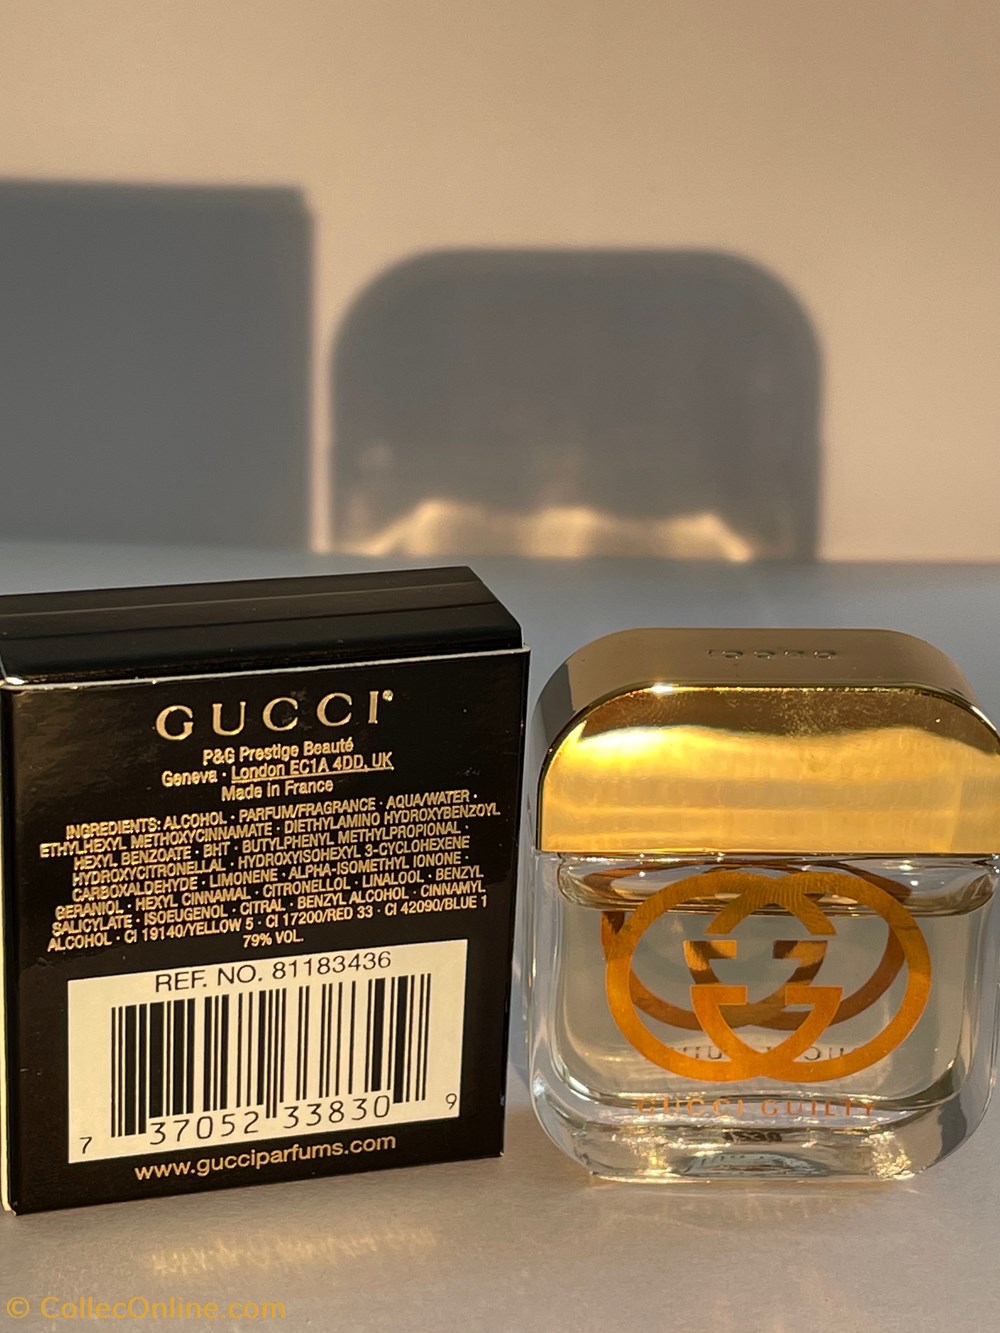 GUCCI®
P&G Prestige Beauté
Geneva · London EC1A 4DD, UK
Made in France
INGREDIENTS: ALCOHOL · PARFUM/FRAGRANCE · AQUA/WATER ·
ETHYLHEXYL METHOXYCINNAMATE · DIETHYLAMINO HYDROXYBENZOYL
HEXYL BENZOATE · BHT · BUTYLPHENYL METHYLPROPIONAL ·
HYDROXYCITRONELLAL · HYDROXYISOHEXYL 3-CYCLOHEXENE
CARBOXALDEHYDE · LIMONENE · ALPHA-ISOMETHYL IONONE ·
GERANIOL · HEXYL CINNAMAL · CITRONELLOL · LINALOOL · BENZYL
SALICYLATE · ISOEUGENOL · CITRAL · BENZYL ALCOHOL · CINNAMYL
ALCOHOL · CI 19140/YELLOW 5 · CI 17200/RED 33 · CI 42090/BLUE 1
79% VOL.
REF. NO. 81183436
7 37052 33830 9
www.gucciparfums.com
GUCCI GUILTY
© CollecOnline.com